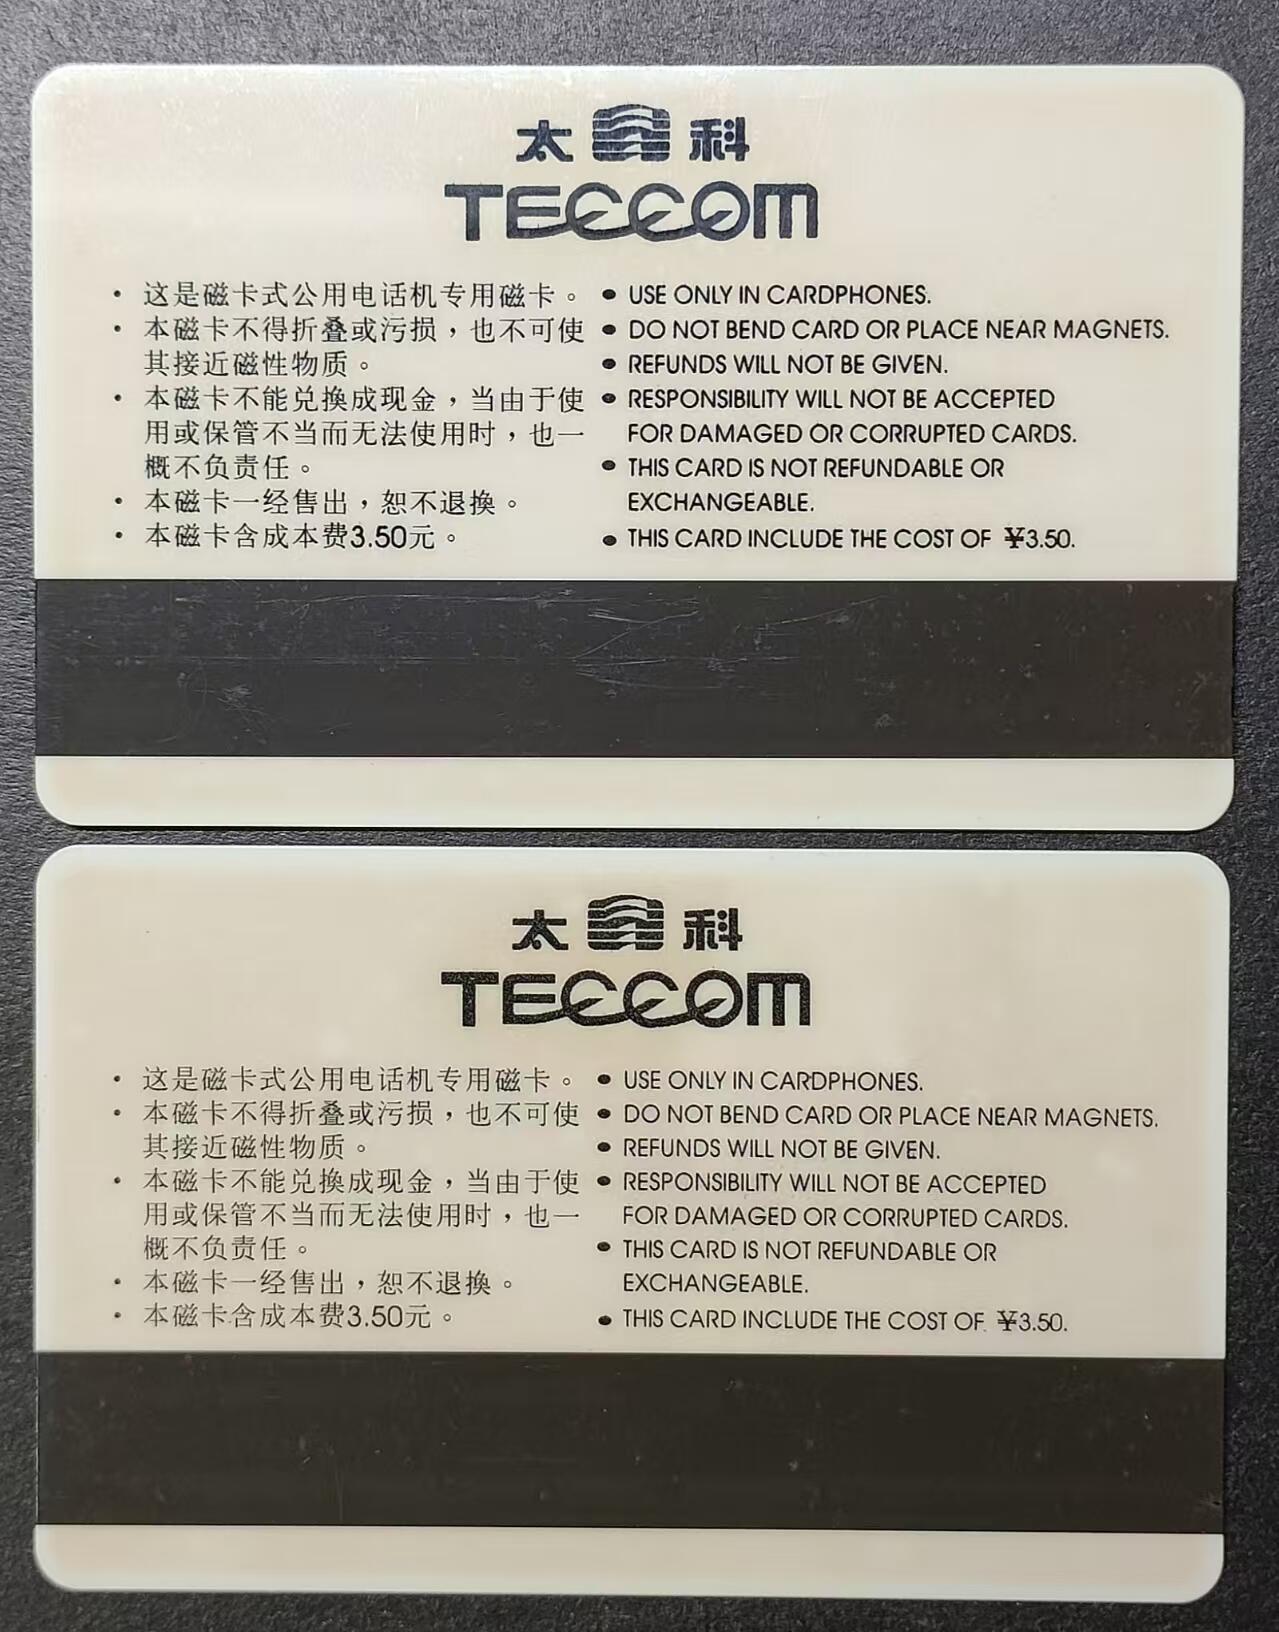 太 科
TECCOM
· 这是磁卡式公用电话机专用磁卡。
· 本磁卡不得折叠或污损，也不可使
其接近磁性物质。
· 本磁卡不能兑换成现金，当由于使
用或保管不当而无法使用时，也一
概不负责任。
· 本磁卡一经售出，恕不退换。
· 本磁卡含成本费3.50元。
● USE ONLY IN CARDPHONES.
● DO NOT BEND CARD OR PLACE NEAR MAGNETS.
● REFUNDS WILL NOT BE GIVEN.
● RESPONSIBILITY WILL NOT BE ACCEPTED
FOR DAMAGED OR CORRUPTED CARDS.
● THIS CARD IS NOT REFUNDABLE OR
EXCHANGEABLE.
● THIS CARD INCLUDE THE COST OF ¥3.50.
太 科
TECCOM
· 这是磁卡式公用电话机专用磁卡。
· 本磁卡不得折叠或污损，也不可使
其接近磁性物质。
· 本磁卡不能兑换成现金，当由于使
用或保管不当而无法使用时，也一
概不负责任。
· 本磁卡一经售出，恕不退换。
· 本磁卡含成本费3.50元。
● USE ONLY IN CARDPHONES.
● DO NOT BEND CARD OR PLACE NEAR MAGNETS.
● REFUNDS WILL NOT BE GIVEN.
● RESPONSIBILITY WILL NOT BE ACCEPTED
FOR DAMAGED OR CORRUPTED CARDS.
● THIS CARD IS NOT REFUNDABLE OR
EXCHANGEABLE.
● THIS CARD INCLUDE THE COST OF ¥3.50.